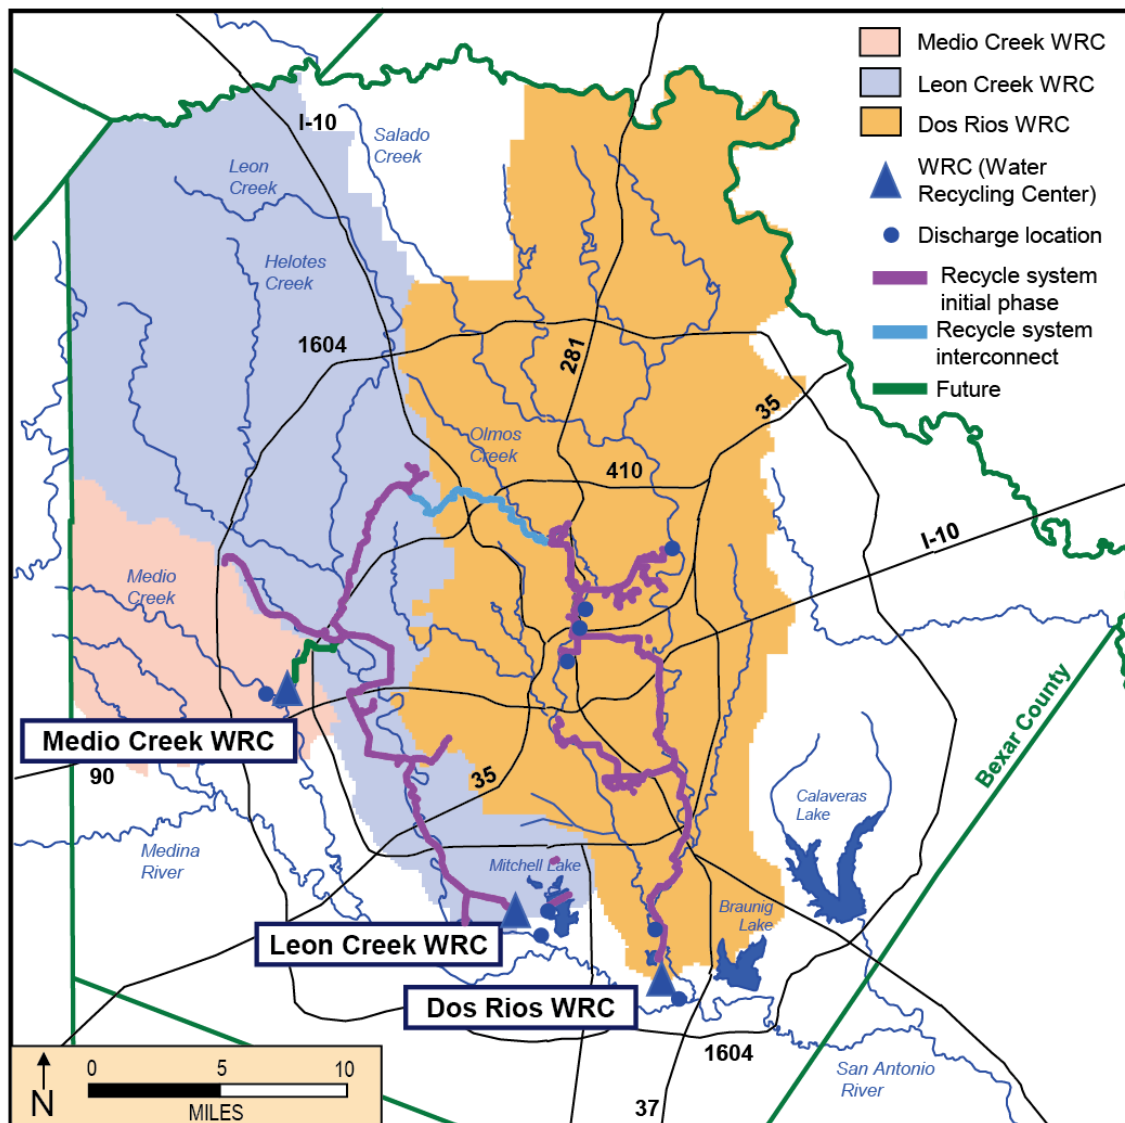 Medio Creek WRC
Leon Creek WRC
Dos Rios WRC
WRC (Water
Recycling Center)
Discharge location
Recycle system
initial phase
Recycle system
interconnect
Future
I-10
Salado
Creek
Leon
Creek
Helotes
Creek
1604
281
35
Olmos
Creek
410
I-10
Medio
Creek
Medio Creek WRC
90
35
Bexar County
Calaveras
Lake
Medina
River
Mitchell Lake
Braunig
Lake
Leon Creek WRC
Dos Rios WRC
1604
San Antonio
River
37
0
5
10
MILES
N